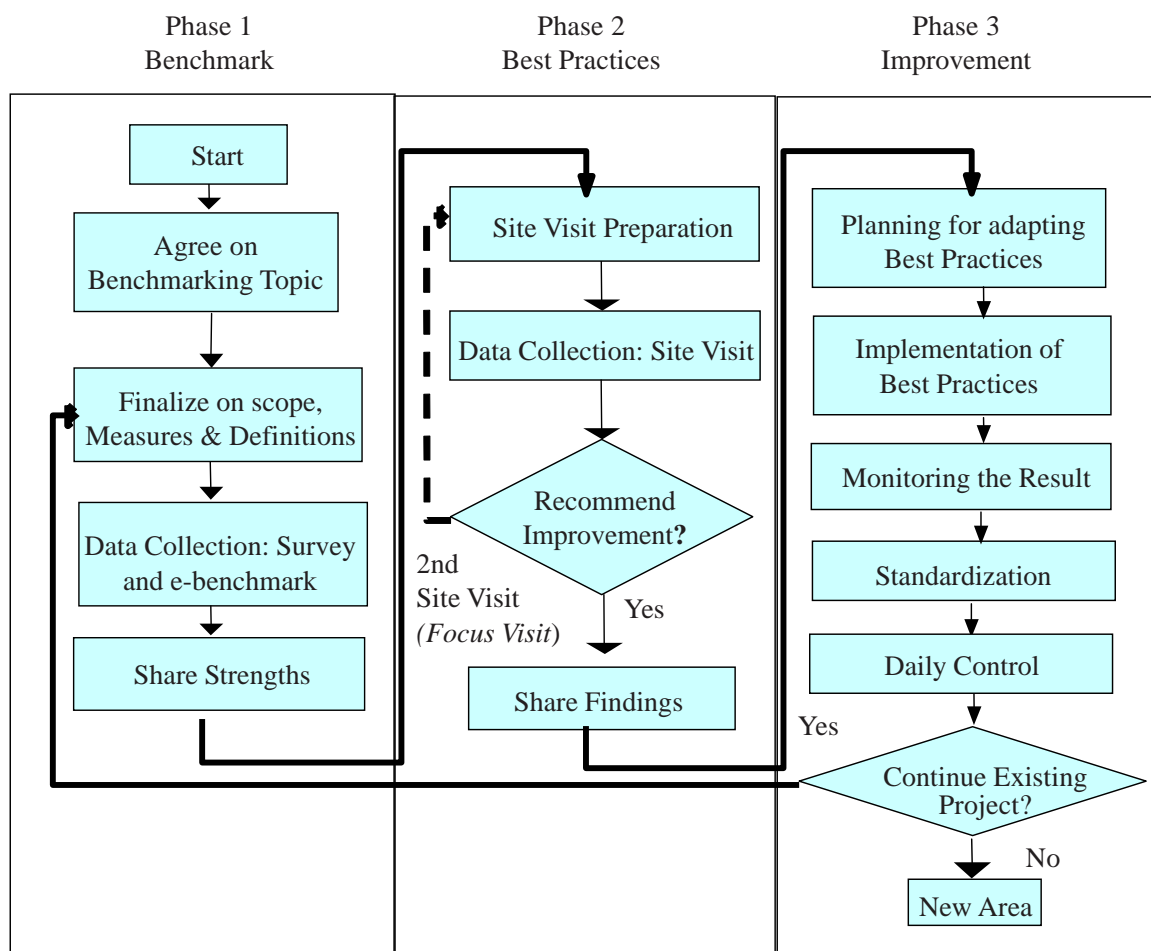 Phase 1
Benchmark
Start
Agree on
Benchmarking Topic
Finalize on scope,
Measures & Definitions
Data Collection: Survey
and e-benchmark
Share Strengths
Phase 2
Best Practices
Site Visit Preparation
Data Collection: Site Visit
Recommend
Improvement?
2nd
Site Visit
(Focus Visit)
Yes
Share Findings
Phase 3
Improvement
Planning for adapting
Best Practices
Implementation of
Best Practices
Monitoring the Result
Standardization
Daily Control
Yes
Continue Existing
Project?
No
New Area